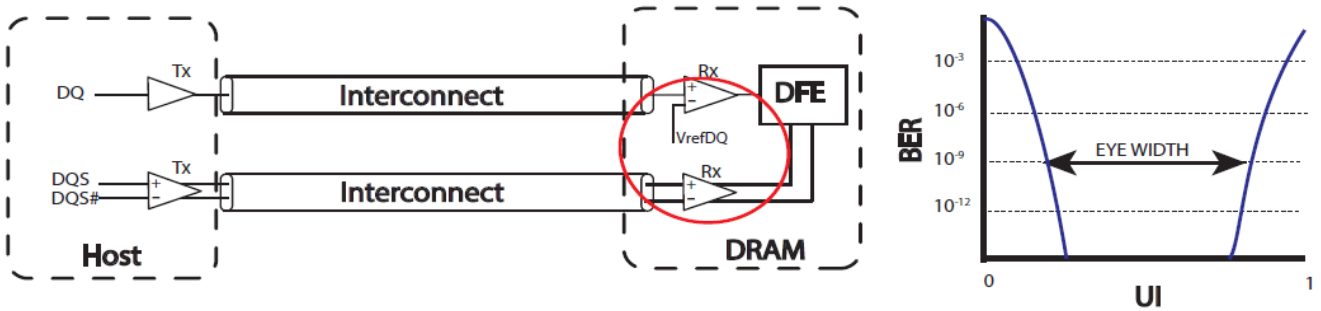 Tx
DQ
Interconnect
Rx
+
−
VrefDQ
DFE
Tx
DQS
DQS#
+
−
Interconnect
Rx
+
−
Host
DRAM
BER
10-3
10-6
10-9
10-12
EYE WIDTH
0
1
UI